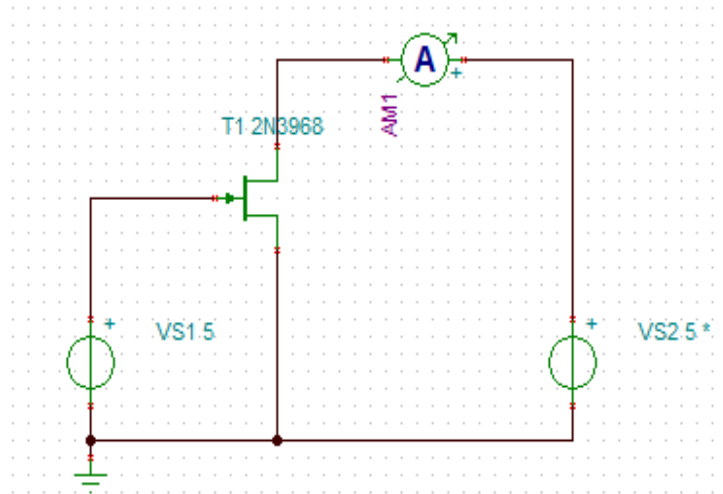 A
+
AM1
T1 2N3968
+
VS1 5
+
VS2 5 *